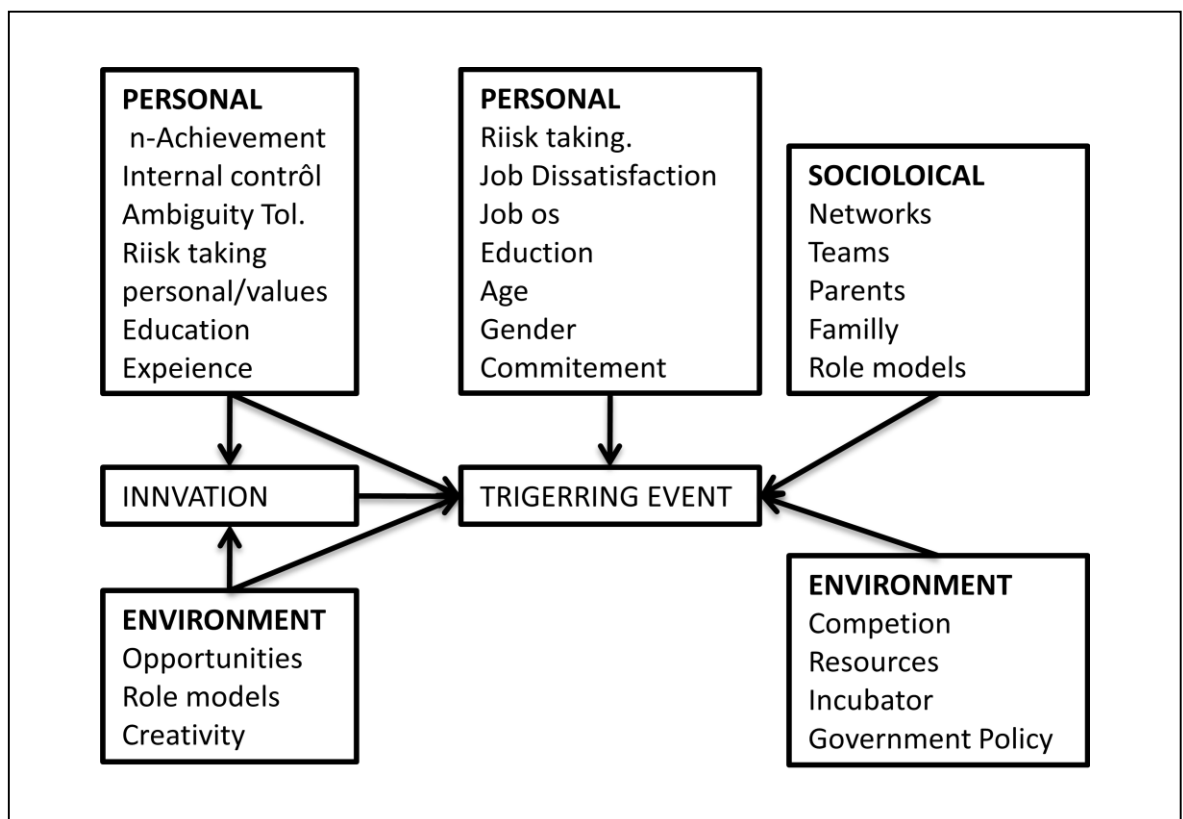 PERSONAL
n-Achievement
Internal contrôl
Ambiguity Tol.
Riisk taking
personal/values
Education
Expeience
PERSONAL
Riisk taking.
Job Dissatisfaction
Job os
Eduction
Age
Gender
Commitement
SOCIOLOICAL
Networks
Teams
Parents
Familly
Role models
INNVATION
TRIGERRING EVENT
ENVIRONMENT
Opportunities
Role models
Creativity
ENVIRONMENT
Competion
Resources
Incubator
Government Policy